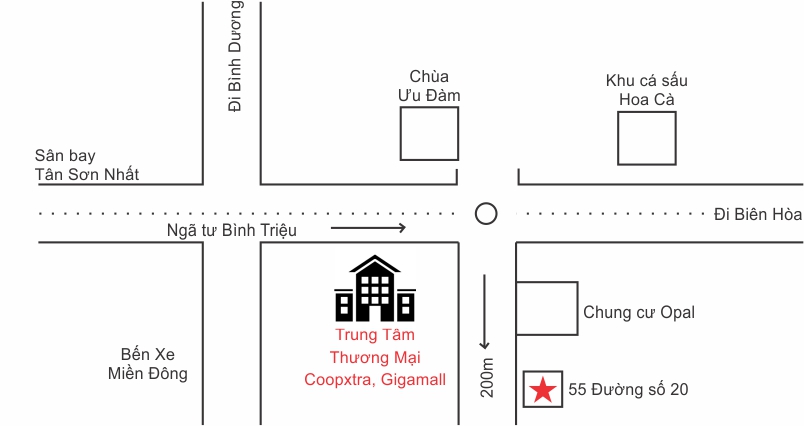 Đi Bình Dương
Chùa
Ưu Đàm
Khu cá sấu
Hoa Cà
Sân bay
Tân Sơn Nhất
Đi Biên Hòa
Ngã tư Bình Triệu
Chung cư Opal
Trung Tâm
Thương Mại
Coopxtra, Gigamall
Bến Xe
Miền Đông
200m
55 Đường số 20